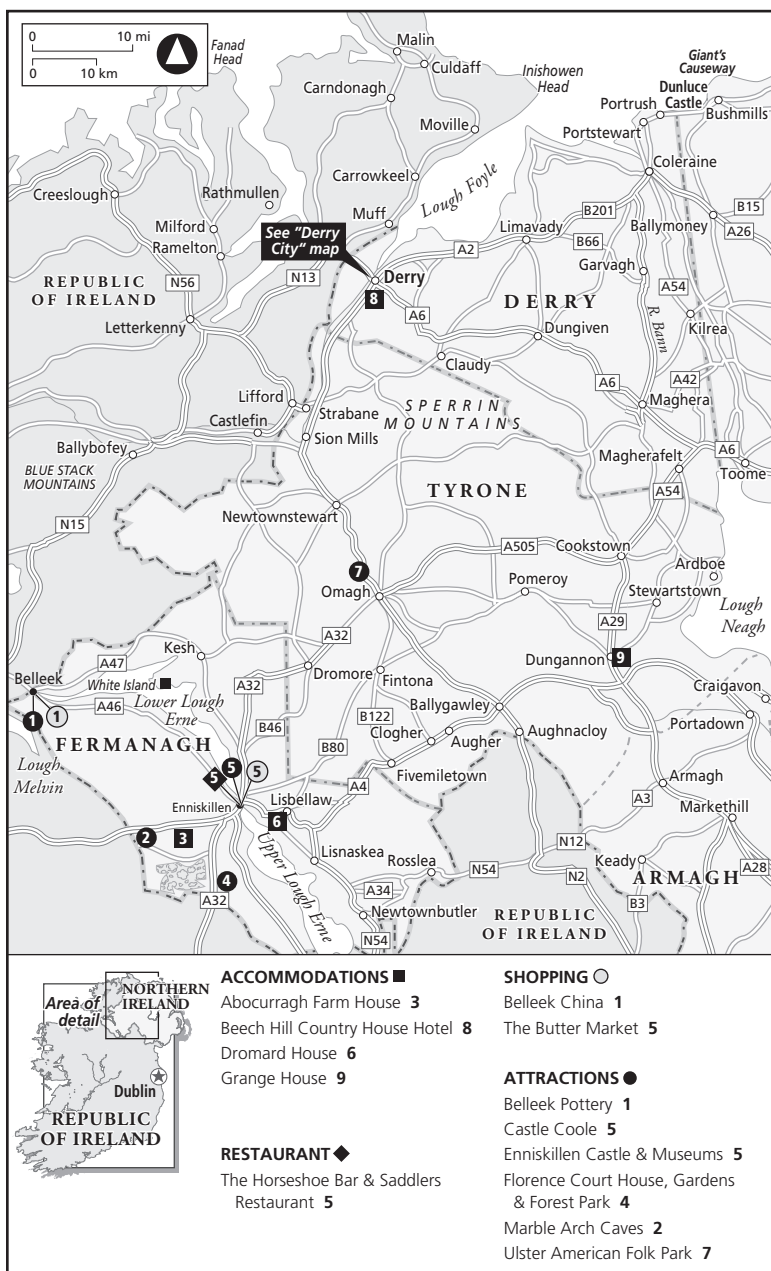 0 10 mi
0 10 km
Fanad
Head
Malin
Culdaff
Carndonagh
Inishowen
Head
Giant's
Causeway
Dunluce
Castle
Portrush
Bushmills
Portstewart
Moville
Coleraine
Carrowkeel
Creeslough
Rathmullen
Lough Foyle
B201
B15
Milford
Muff
Limavady
Ballymoney
Ramelton
See "Derry
City" map
A2
B66
A26
REPUBLIC
OF IRELAND
N56
N13
Derry
Garvagh
8
DERRY
A54
Letterkenny
A6
R. Bann
Kilrea
Dungiven
Claudy
A42
A6
Lifford
Strabane
SPERRIN
MOUNTAINS
Maghera
Castlefin
Sion Mills
Ballybofey
A6
BLUE STACK
MOUNTAINS
Magherafelt
Toome
TYRONE
A54
N15
Newtownstewart
A505
Cookstown
7
Ardboe
Omagh
Pomeroy
Stewartstown
Lough
Neagh
A32
A29
Kesh
A47
Dungannon
9
Belleek
White Island
Dromore
Fintona
A32
Craigavon
A46
Lower Lough
Erne
Ballygawley
1
1
B46
B122
Portadown
FERMANAGH
Clogher
Augher
Aughnacloy
B80
Lough
Melvin
5
5
5
Fivemiletown
A4
Armagh
Enniskillen
Lisbellaw
A3
Markethill
2
3
6
Upper Lough Erne
Lisnaskea
N12
Rosslea
Keady
4
N54
A28
A32
A34
N2
ARMAGH
Newtownbutler
REPUBLIC
OF IRELAND
B3
N54
Area of
detail
NORTHERN
IRELAND
Dublin
REPUBLIC
OF IRELAND
ACCOMMODATIONS
Abocurragh Farm House 3
Beech Hill Country House Hotel 8
Dromard House 6
Grange House 9
RESTAURANT
The Horseshoe Bar & Saddlers
Restaurant 5
SHOPPING
Belleek China 1
The Butter Market 5
ATTRACTIONS
Belleek Pottery 1
Castle Coole 5
Enniskillen Castle & Museums 5
Florence Court House, Gardens
& Forest Park 4
Marble Arch Caves 2
Ulster American Folk Park 7